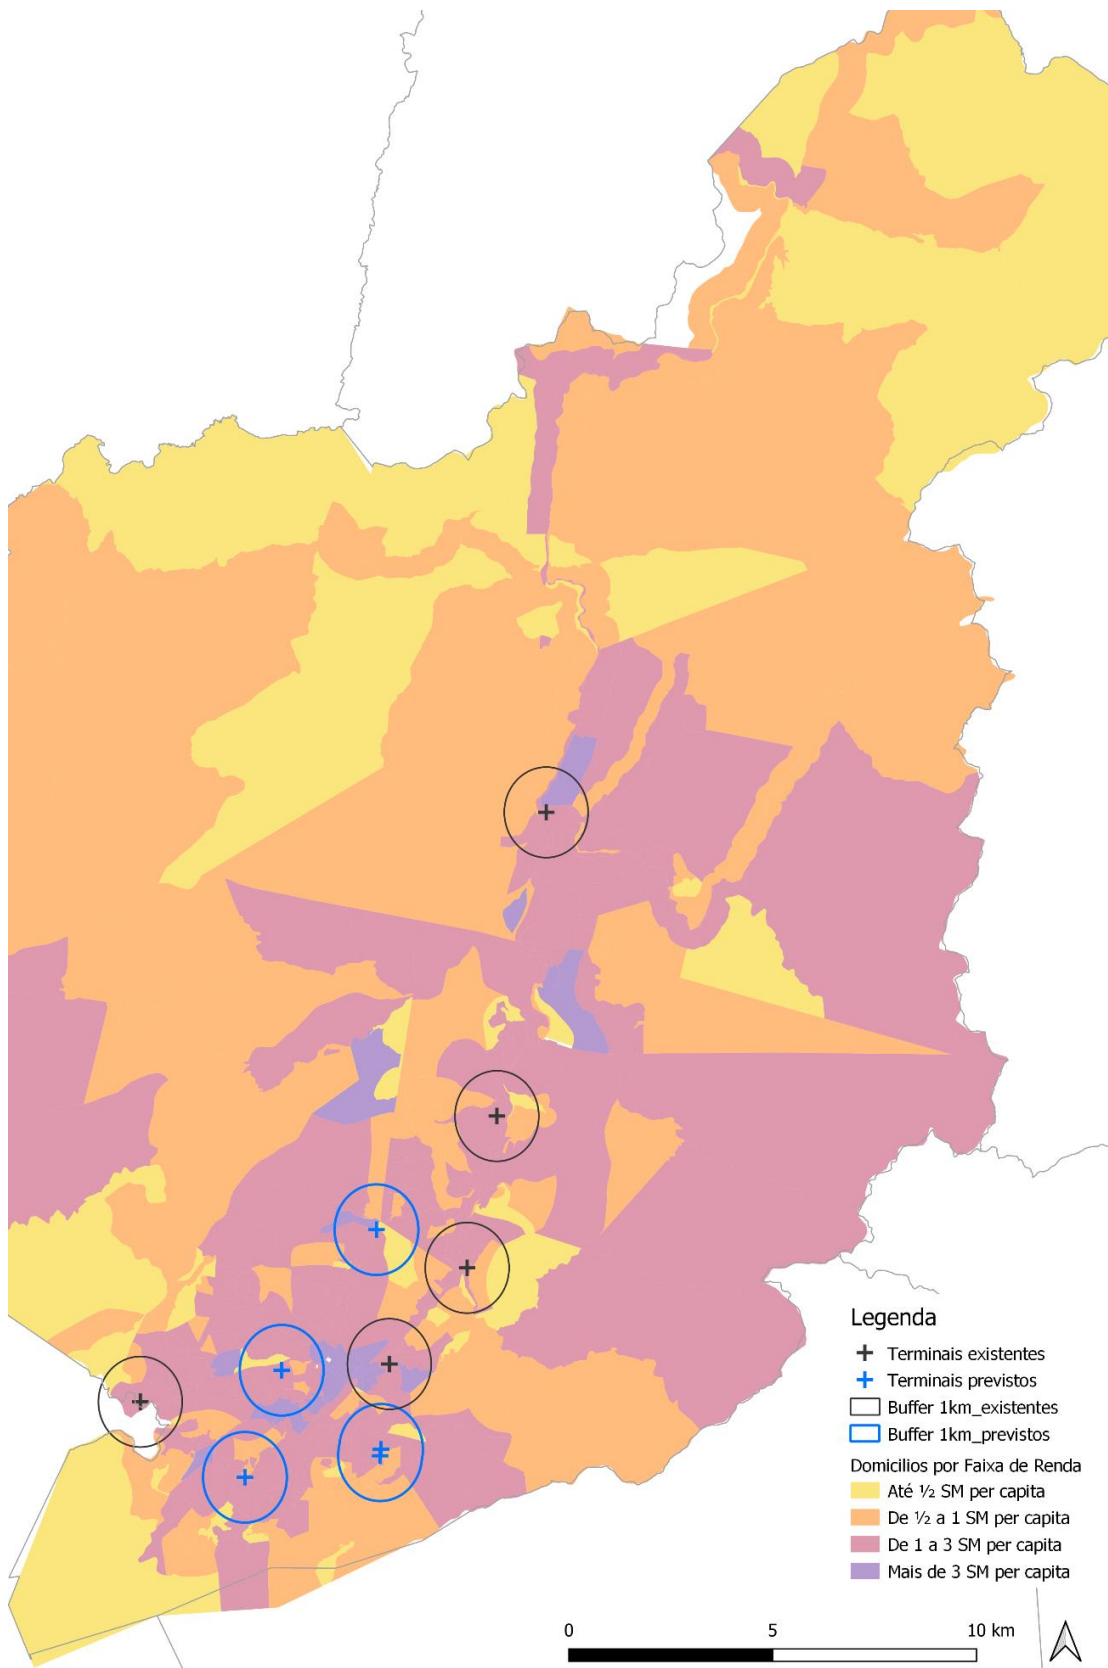 Legenda
Terminais existentes
Terminais previstos
Buffer 1km_existentes
Buffer 1km_previstos
Domicilios por Faixa de Renda
Até ½ SM per capita
De ½ a 1 SM per capita
De 1 a 3 SM per capita
Mais de 3 SM per capita
0 5 10 km